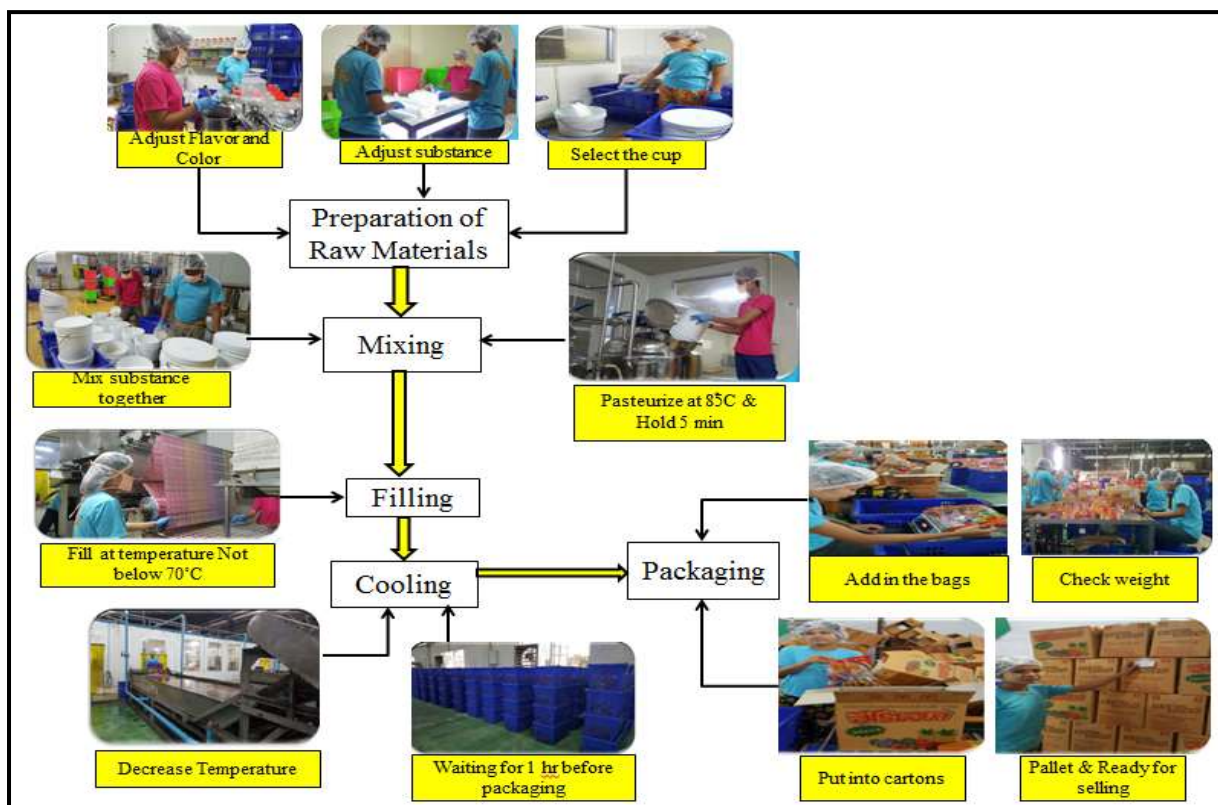 Adjust Flavor and
Color
Adjust substance
Select the cup
Preparation of
Raw Materials
Mixing
Mix substance
together
Pasteurize at 85̊C &
Hold 5 min
Filling
Fill at temperature Not
below 70˚C
Cooling
Packaging
Add in the bags
Check weight
Decrease Temperature
Waiting for 1 hr before
packaging
Put into cartons
Pallet & Ready for
selling